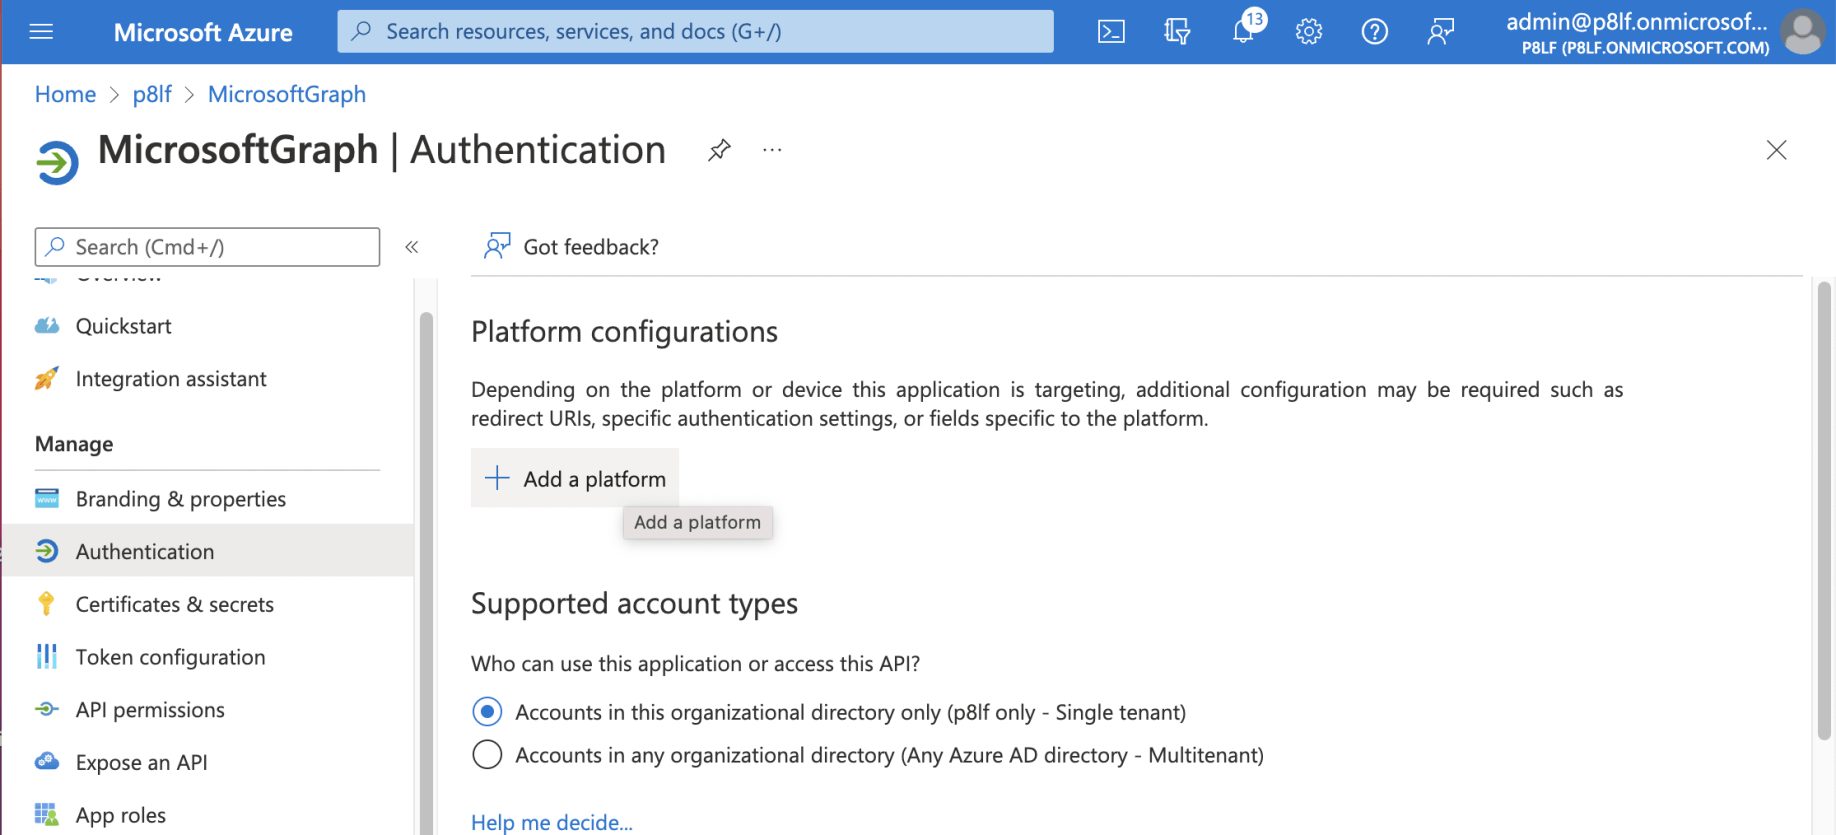 Microsoft Azure
Search resources, services, and docs (G+/)
13
admin@p8lf.onmicrosof...
P8LF (P8LF.ONMICROSOFT.COM)
Home > p8lf > MicrosoftGraph
MicrosoftGraph | Authentication
...
Search (Cmd+/)
«
Got feedback?
Overview
Quickstart
Integration assistant
Manage
Branding & properties
Authentication
Certificates & secrets
Token configuration
API permissions
Expose an API
App roles
Platform configurations
Depending on the platform or device this application is targeting, additional configuration may be required such as
redirect URIs, specific authentication settings, or fields specific to the platform.
Add a platform
Add a platform
Supported account types
Who can use this application or access this API?
Accounts in this organizational directory only (p8lf only - Single tenant)
Accounts in any organizational directory (Any Azure AD directory - Multitenant)
Help me decide...